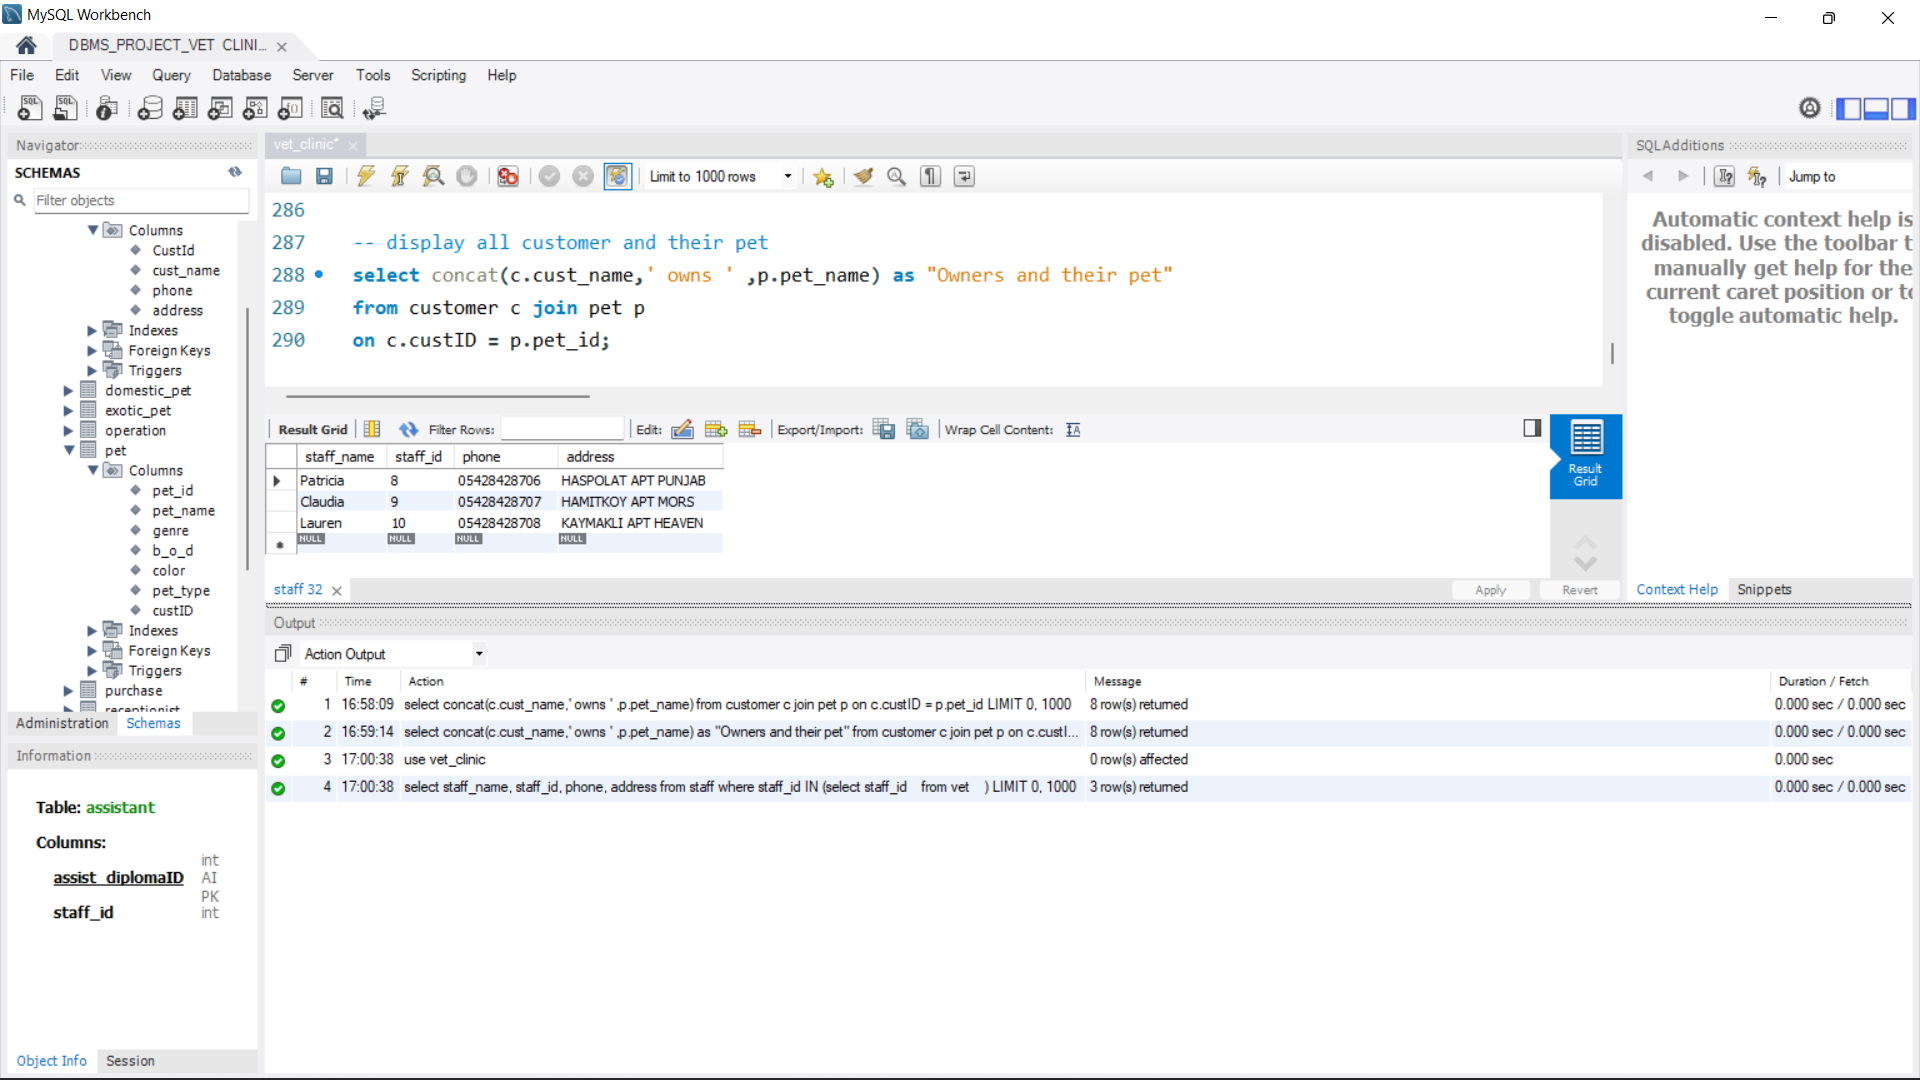 MySQL Workbench
DBMS_PROJECT_VET CLINI...
File Edit View Query Database Server Tools Scripting Help
Navigator
SCHEMAS
Filter objects
Columns
CustId
cust_name
phone
address
Indexes
Foreign Keys
Triggers
domestic_pet
exotic_pet
operation
pet
Columns
pet_id
pet_name
genre
b_o_d
color
pet_type
custID
Indexes
Foreign Keys
Triggers
purchase
receptionist
Administration Schemas
Information
Table: assistant
Columns:
assist_diplomaID int AI PK
staff_id int
Object Info Session
vet_clinic*
Limit to 1000 rows
286
287 -- display all customer and their pet
288 select concat(c.cust_name,' owns ' ,p.pet_name) as "Owners and their pet"
289 from customer c join pet p
290 on c.custID = p.pet_id;
Result Grid Filter Rows: Edit: Export/Import: Wrap Cell Content:
staff_name staff_id phone address
Patricia 8 05428428706 HASPOLAT APT PUNJAB
Claudia 9 05428428707 HAMITKOY APT MORS
Lauren 10 05428428708 KAYMAKLI APT HEAVEN
NULL NULL NULL NULL
Result Grid
staff 32
Apply Revert
SQLAdditions
Jump to
Automatic context help is
disabled. Use the toolbar t
manually get help for the
current caret position or to
toggle automatic help.
Context Help Snippets
Output
Action Output
# Time Action Message Duration / Fetch
1 16:58:09 select concat(c.cust_name,' owns ' ,p.pet_name) from customer c join pet p on c.custID = p.pet_id LIMIT 0, 1000 8 row(s) returned 0.000 sec / 0.000 sec
2 16:59:14 select concat(c.cust_name,' owns ' ,p.pet_name) as "Owners and their pet" from customer c join pet p on c.custI... 8 row(s) returned 0.000 sec / 0.000 sec
3 17:00:38 use vet_clinic 0 row(s) affected 0.000 sec
4 17:00:38 select staff_name, staff_id, phone, address from staff where staff_id IN (select staff_id from vet ) LIMIT 0, 1000 3 row(s) returned 0.000 sec / 0.000 sec